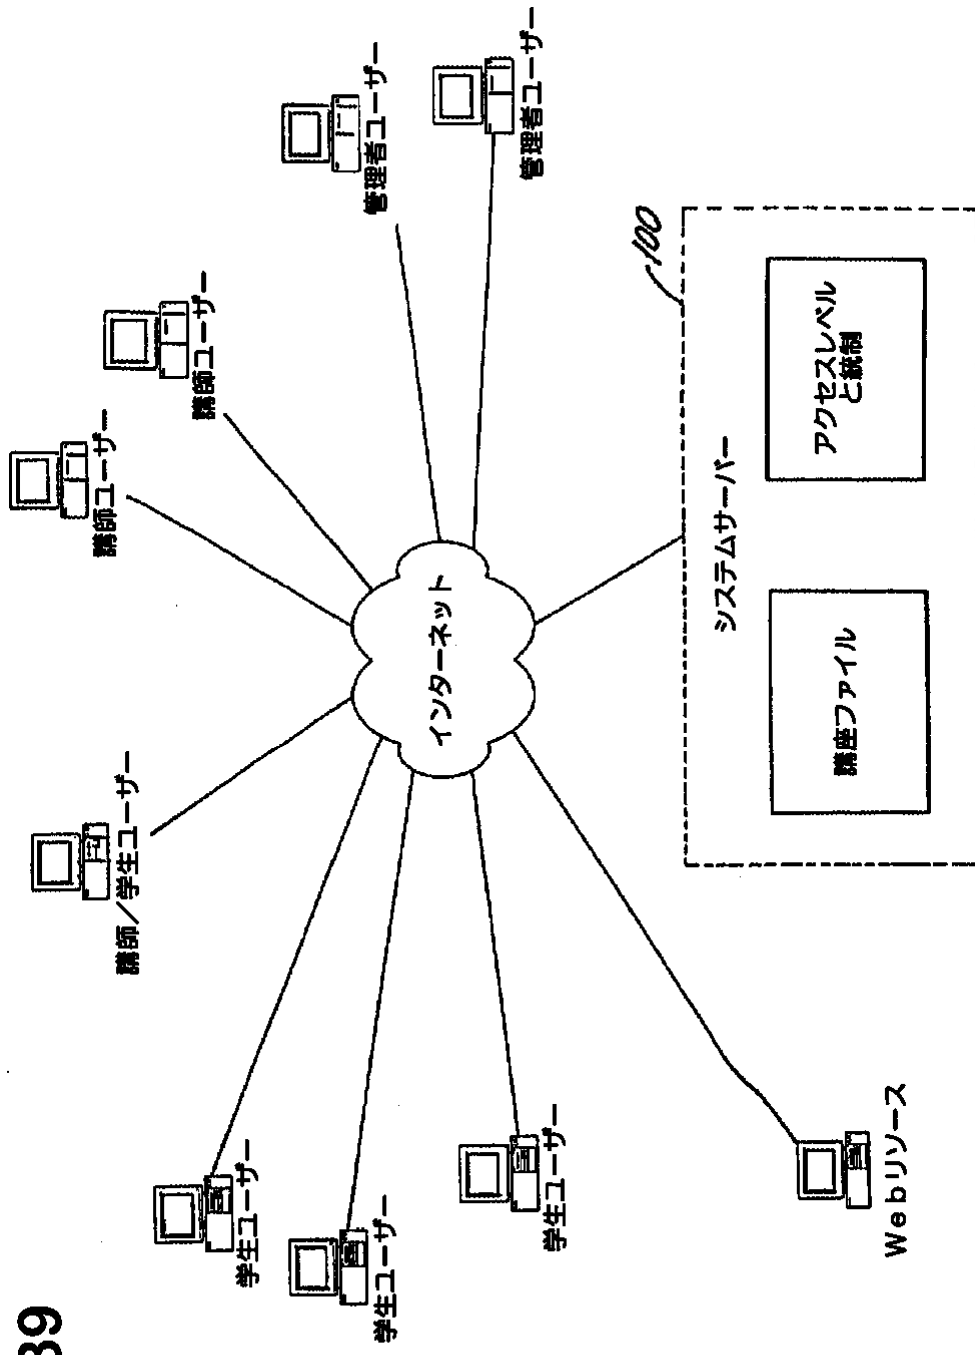 39
学生ユーザー
学生ユーザー
学生ユーザー
講師／学生ユーザー
講師ユーザー
講師ユーザー
管理者ユーザー
管理者ユーザー
インターネット
Webリソース
100
システムサーバー
講座ファイル
アクセスレベル
と統制